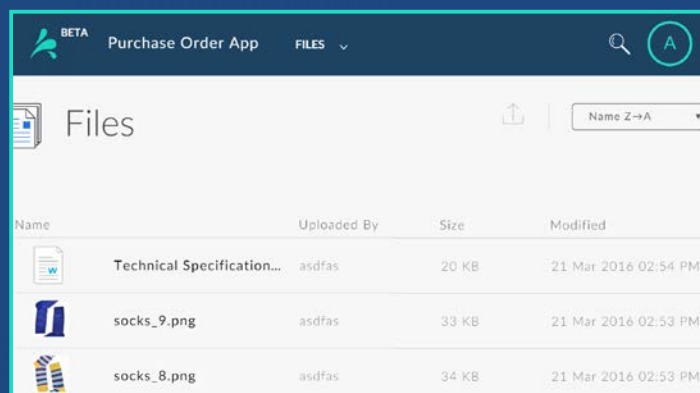 BETA
Purchase Order App FILES A
Files Name Z→A
Name Uploaded By Size Modified
W
Technical Specification... asdfas 20 KB 21 Mar 2016 02:54 PM
socks_9.png asdfas 33 KB 21 Mar 2016 02:53 PM
socks_8.png asdfas 34 KB 21 Mar 2016 02:53 PM